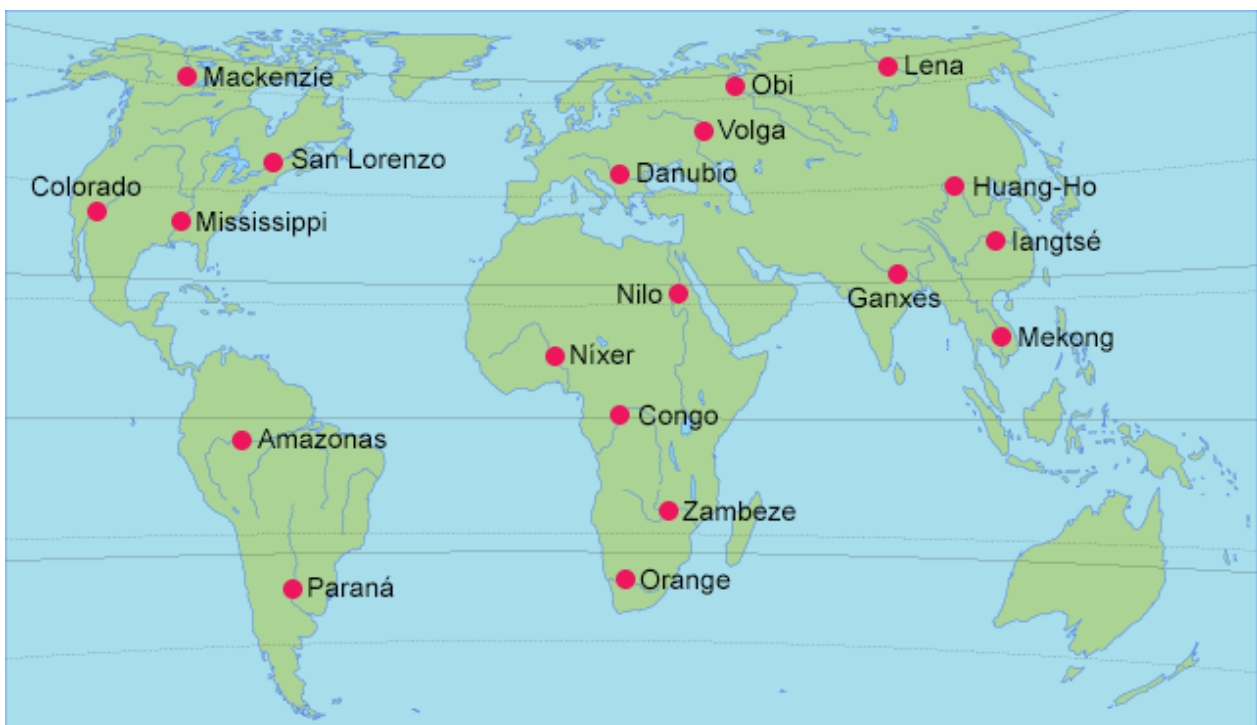 Lena
Mackenzie
Obi
Volga
San Lorenzo
Danubio
Colorado
Huang-Ho
Mississippi
Iangtsé
Nilo
Ganxes
Mekong
Níxer
Congo
Amazonas
Zambeze
Orange
Paraná